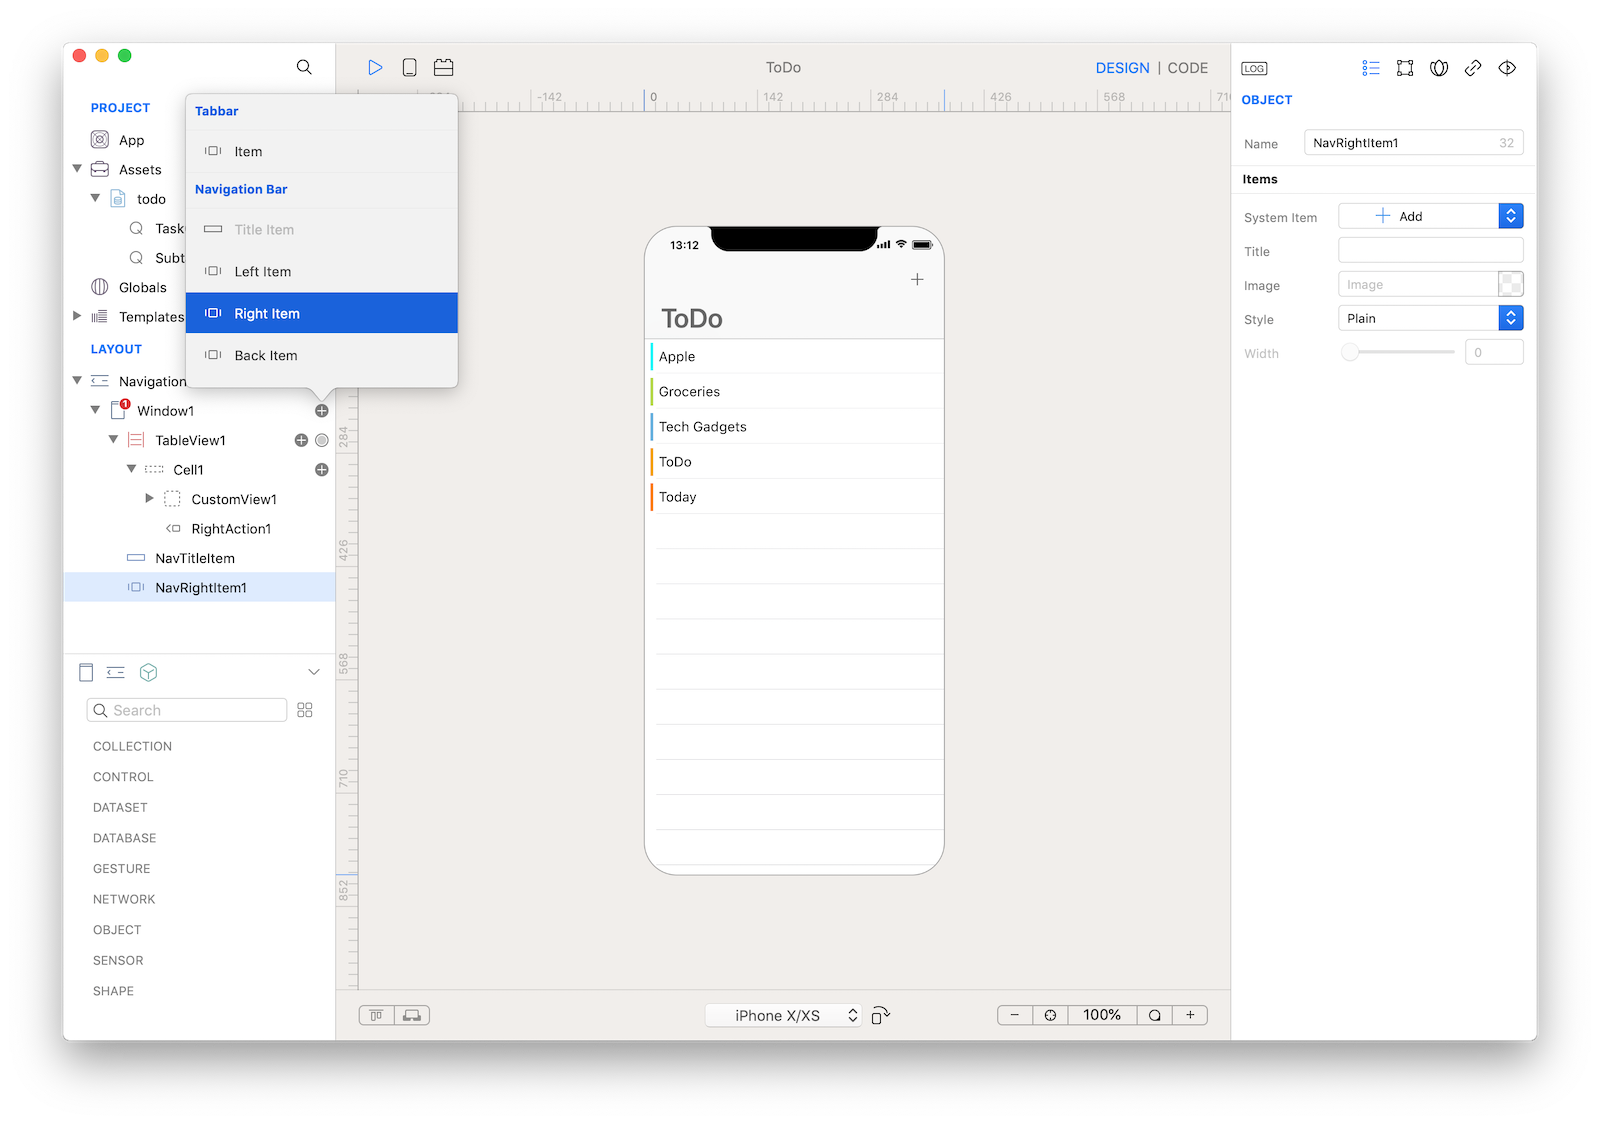 ToDo
DESIGN | CODE
LOG
-142
0
142
284
426
568
PROJECT
App
Assets
todo
Globals
Templates
LAYOUT
Navigation
Window1
1
TableView1
Cell1
CustomView1
RightAction1
NavTitleItem
NavRightItem1
Tabbar
Item
Navigation Bar
Title Item
Left Item
Right Item
Back Item
Search
COLLECTION
CONTROL
DATASET
DATABASE
GESTURE
NETWORK
OBJECT
SENSOR
SHAPE
284
426
568
710
852
13:12
ToDo
Apple
Groceries
Tech Gadgets
ToDo
Today
iPhone X/XS
100%
OBJECT
Name NavRightItem1 32
Items
System Item Add
Title
Image Image
Style Plain
Width 0